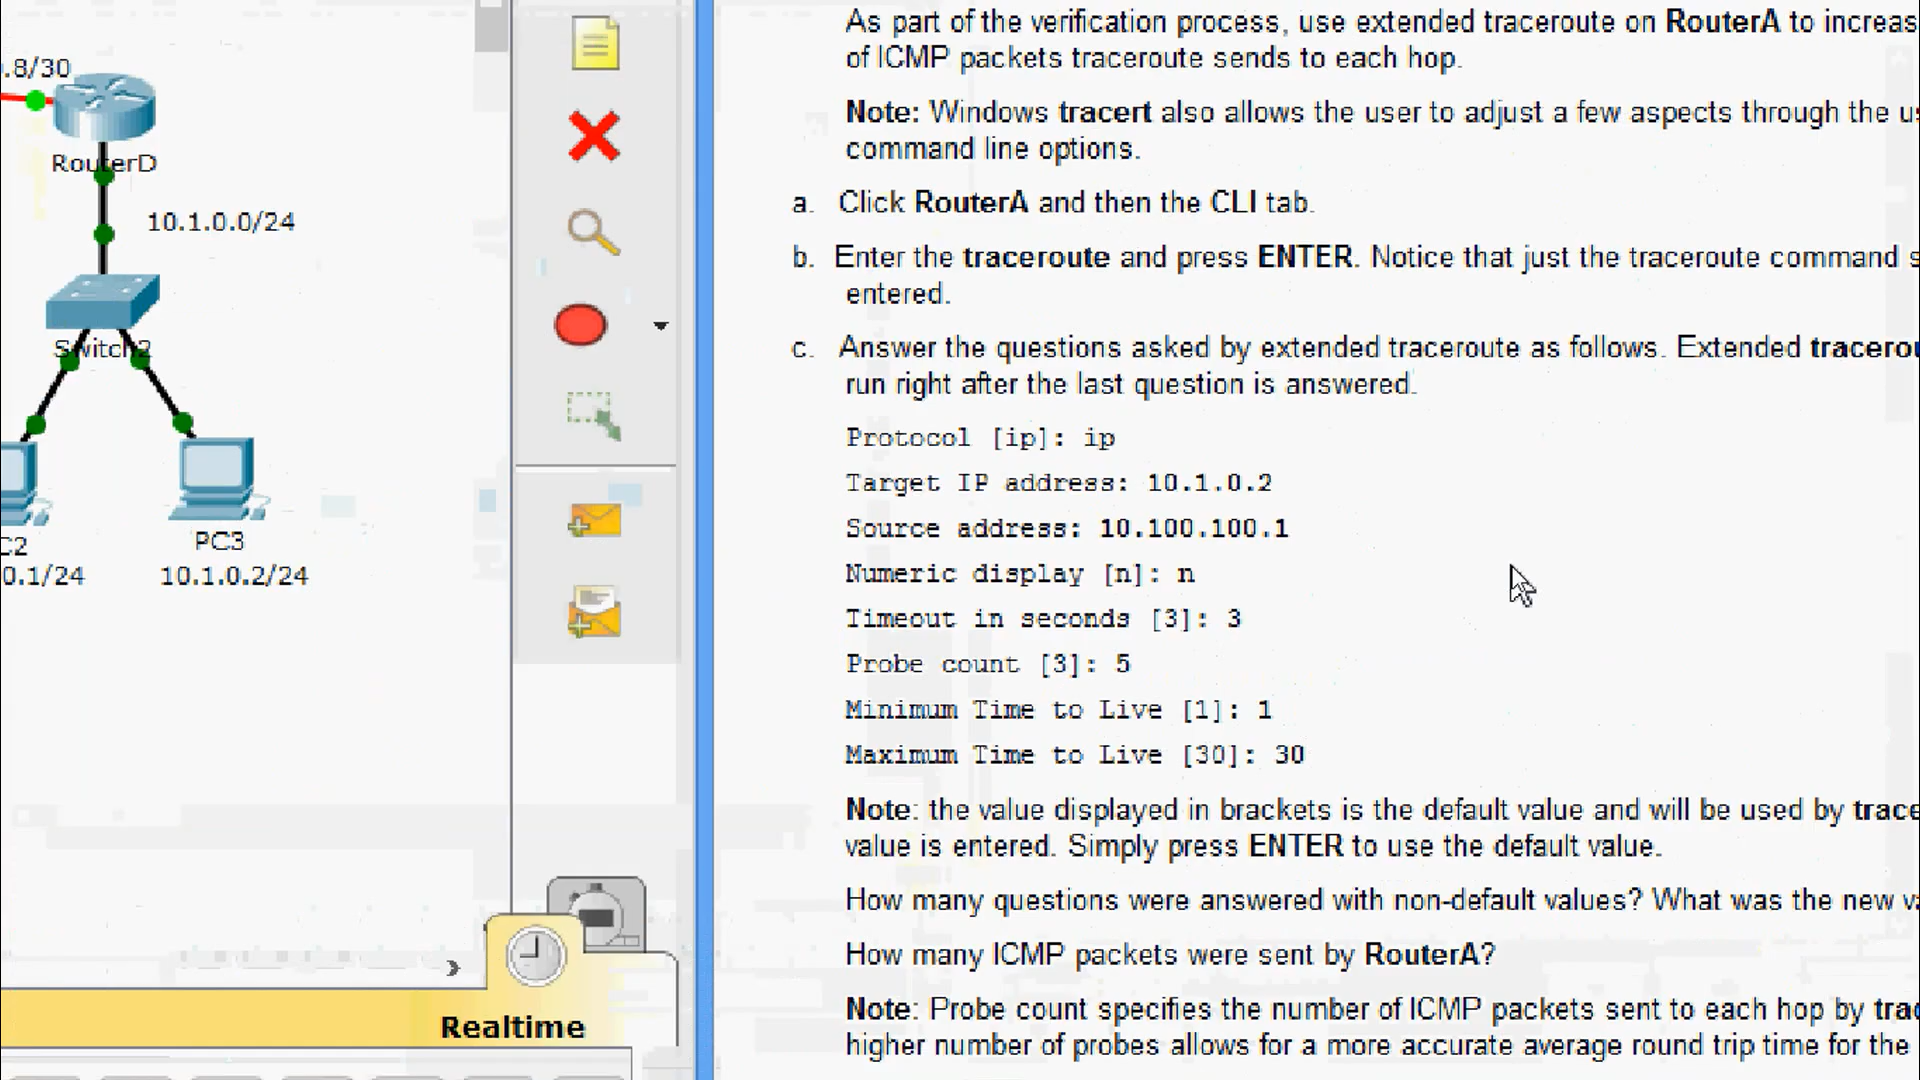 .8/30
RouterD
10.1.0.0/24
Switch2
C2
0.1/24
PC3
10.1.0.2/24
Realtime
As part of the verification process, use extended traceroute on RouterA to increas
of ICMP packets traceroute sends to each hop.
Note: Windows tracert also allows the user to adjust a few aspects through the us
command line options.
a. Click RouterA and then the CLI tab.
b. Enter the traceroute and press ENTER. Notice that just the traceroute command s
entered.
c. Answer the questions asked by extended traceroute as follows. Extended tracerou
run right after the last question is answered.
Protocol [ip]: ip
Target IP address: 10.1.0.2
Source address: 10.100.100.1
Numeric display [n]: n
Timeout in seconds [3]: 3
Probe count [3]: 5
Minimum Time to Live [1]: 1
Maximum Time to Live [30]: 30
Note: the value displayed in brackets is the default value and will be used by trace
value is entered. Simply press ENTER to use the default value.
How many questions were answered with non-default values? What was the new va
How many ICMP packets were sent by RouterA?
Note: Probe count specifies the number of ICMP packets sent to each hop by trac
higher number of probes allows for a more accurate average round trip time for the